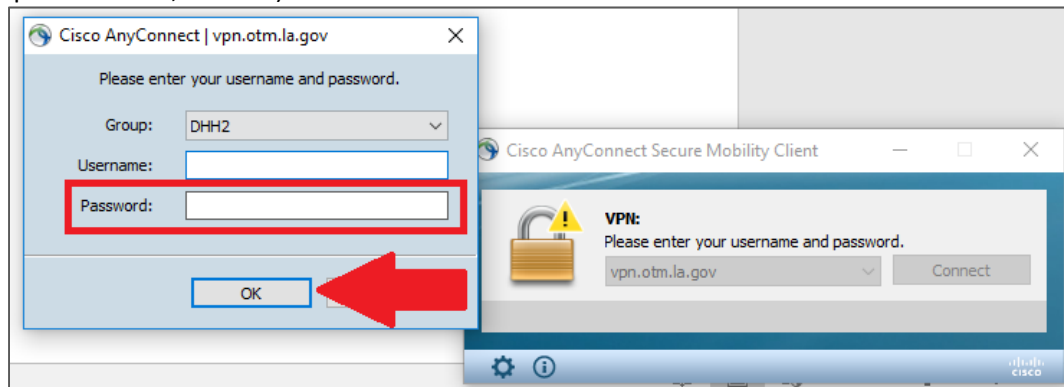 Cisco AnyConnect | vpn.otm.la.gov
Please enter your username and password.
Group: DHH2
Username:
Password:
OK
Cisco AnyConnect Secure Mobility Client
VPN:
Please enter your username and password.
vpn.otm.la.gov Connect
cisco